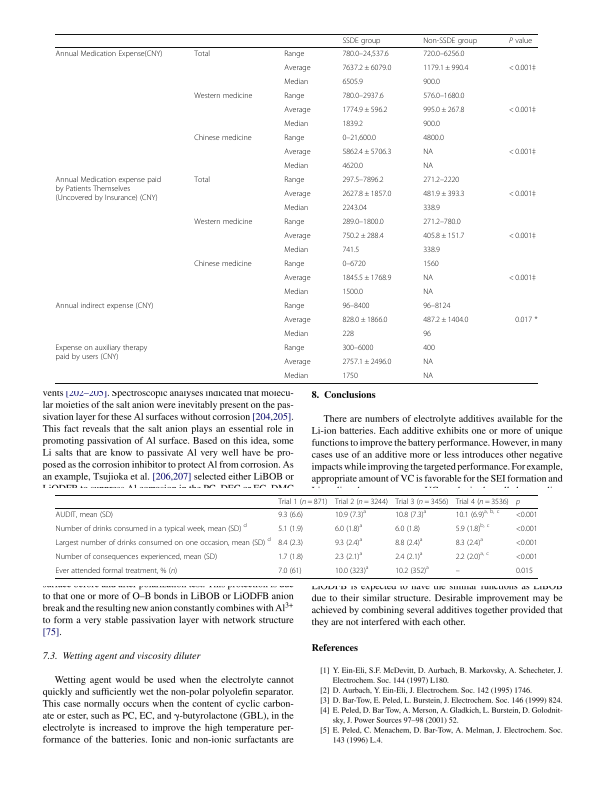 SSDE group Non-SSDE group P value
Annual Medication Expense(CNY) Total Range 780.0–24,537.6 720.0–6256.0
Average 7637.2 ± 6079.0 1179.1 ± 990.4 < 0.001‡
Median 6505.9 900.0
Western medicine Range 780.0–2937.6 576.0–1680.0
Average 1774.9 ± 596.2 995.0 ± 267.8 < 0.001‡
Median 1839.2 900.0
Chinese medicine Range 0–21,600.0 4800.0
Average 5862.4 ± 5706.3 NA < 0.001‡
Median 4620.0 NA
Annual Medication expense paid Total Range 297.5–7896.2 271.2–2220
by Patients Themselves
(Uncovered by Insurance) (CNY) Average 2627.8 ± 1857.0 481.9 ± 393.3 < 0.001‡
Median 2243.04 338.9
Western medicine Range 289.0–1800.0 271.2–780.0
Average 750.2 ± 288.4 405.8 ± 151.7 < 0.001‡
Median 741.5 338.9
Chinese medicine Range 0–6720 1560
Average 1845.5 ± 1768.9 NA < 0.001‡
Median 1500.0 NA
Annual indirect expense (CNY) Range 96–8400 96–8124
Average 828.0 ± 1866.0 487.2 ± 1404.0 0.017 *
Median 228 96
Expense on auxiliary therapy Range 300–6000 400
paid by users (CNY)
Average 2757.1 ± 2496.0 NA
Median 1750 NA
vents [202–205]. Spectroscopic analyses indicated that molecu-
lar moieties of the salt anion were inevitably present on the pas-
sivation layer for these Al surfaces without corrosion [204,205].
This fact reveals that the salt anion plays an essential role in
promoting passivation of Al surface. Based on this idea, some
Li salts that are known to passivate Al very well have be pro-
posed as the corrosion inhibitor to protect Al from corrosion. As
an example, Tsujioka et al. [206,207] selected either LiBOB or
8. Conclusions
There are numbers of electrolyte additives available for the
Li-ion batteries. Each additive exhibits one or more of unique
functions to improve the battery performance. However, in many
cases use of an additive more or less introduces other negative
impacts while improving the targeted performance. For example,
appropriate amount of VC is favorable for the SEI formation and
Trial 1 (n = 871) Trial 2 (n = 3244) Trial 3 (n = 3456) Trial 4 (n = 3536) p
AUDIT, mean (SD) 9.3 (6.6) 10.9 (7.3)a 10.8 (7.3)a 10.1 (6.9)a, b, c <0.001
Number of drinks consumed in a typical week, mean (SD) d 5.1 (1.9) 6.0 (1.8)a 6.0 (1.8) 5.9 (1.8)b, c <0.001
Largest number of drinks consumed on one occasion, mean (SD) d 8.4 (2.3) 9.3 (2.4)a 8.8 (2.4)a 8.3 (2.4)a <0.001
Number of consequences experienced, mean (SD) 1.7 (1.8) 2.3 (2.1)a 2.4 (2.1)a 2.2 (2.0)a, c <0.001
Ever attended formal treatment, % (n) 7.0 (61) 10.0 (323)a 10.2 (352)a – 0.015
to that one or more of O–B bonds in LiBOB or LiODFB anion
break and the resulting new anion constantly combines with Al3+
to form a very stable passivation layer with network structure
[75].
7.3. Wetting agent and viscosity diluter
Wetting agent would be used when the electrolyte cannot
quickly and sufficiently wet the non-polar polyolefin separator.
This case normally occurs when the content of cyclic carbon-
ate or ester, such as PC, EC, and γ-butyrolactone (GBL), in the
electrolyte is increased to improve the high temperature per-
formance of the batteries. Ionic and non-ionic surfactants are
LiODFB is expected to have the similar functions as LiBOB
due to their similar structure. Desirable improvement may be
achieved by combining several additives together provided that
they are not interfered with each other.
References
[1] Y. Ein-Eli, S.F. McDevitt, D. Aurbach, B. Markovsky, A. Schecheter, J.
Electrochem. Soc. 144 (1997) L180.
[2] D. Aurbach, Y. Ein-Eli, J. Electrochem. Soc. 142 (1995) 1746.
[3] D. Bar-Tow, E. Peled, L. Burstein, J. Electrochem. Soc. 146 (1999) 824.
[4] E. Peled, D. Bar Tow, A. Merson, A. Gladkich, L. Burstein, D. Golodnit-
sky, J. Power Sources 97–98 (2001) 52.
[5] E. Peled, C. Menachem, D. Bar-Tow, A. Melman, J. Electrochem. Soc.
143 (1996) L.4.